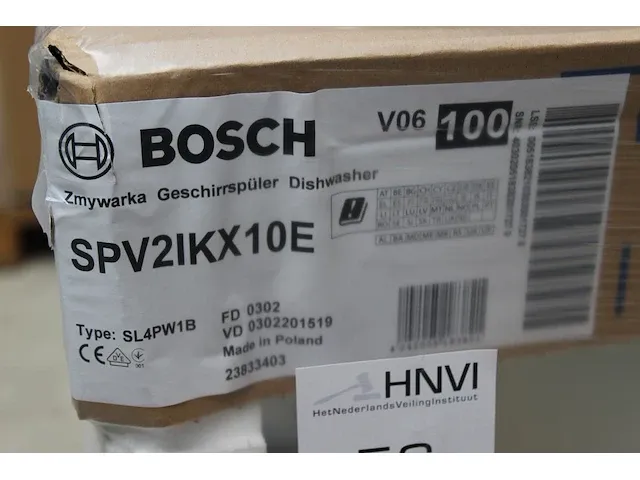 BOSCH
V06 100
Zmywarka Geschirrspüler Dishwasher
SPV2IKX10E
Type: SL4PW1B
FD 0302
VD 0302201519
Made in Poland
23833403
CE
HNVI
HetNederlandsVeilingInstituut